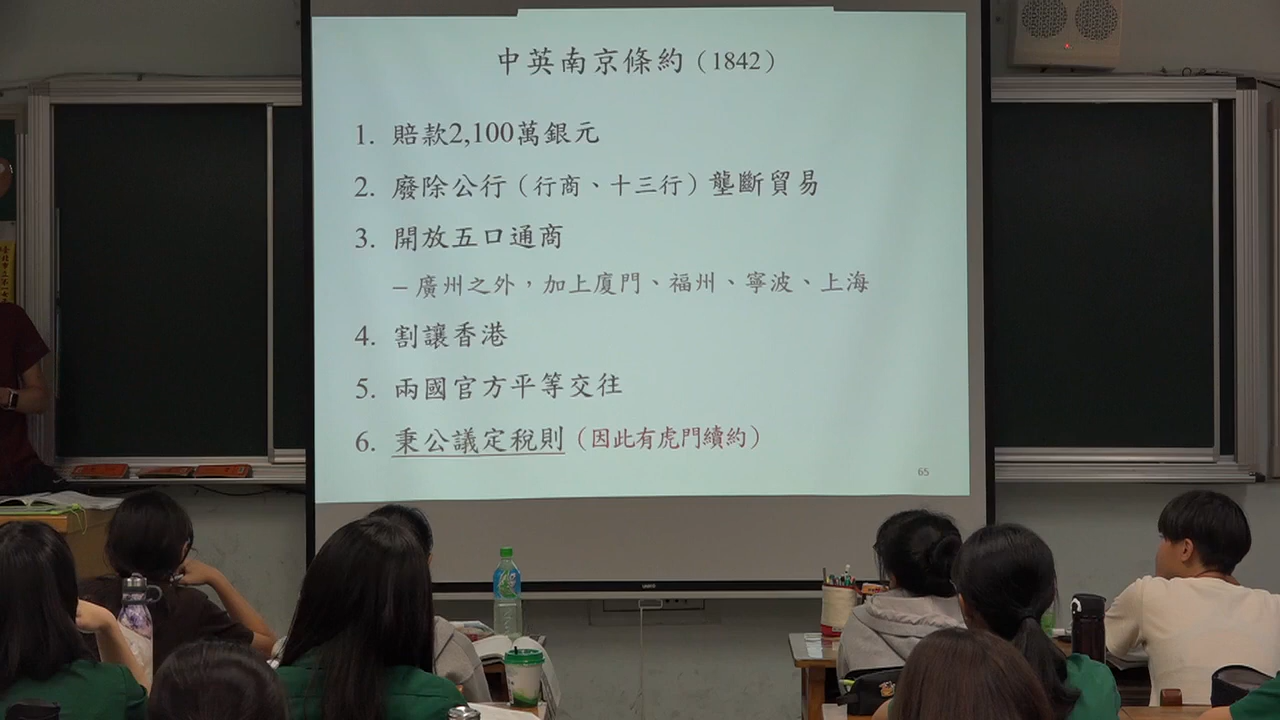 中英南京條約（1842）
1. 賠款2,100萬銀元
2. 廢除公行（行商、十三行）壟斷貿易
3. 開放五口通商
– 廣州之外，加上廈門、福州、寧波、上海
4. 割讓香港
5. 兩國官方平等交往
6. 秉公議定稅則（因此有虎門續約）
65